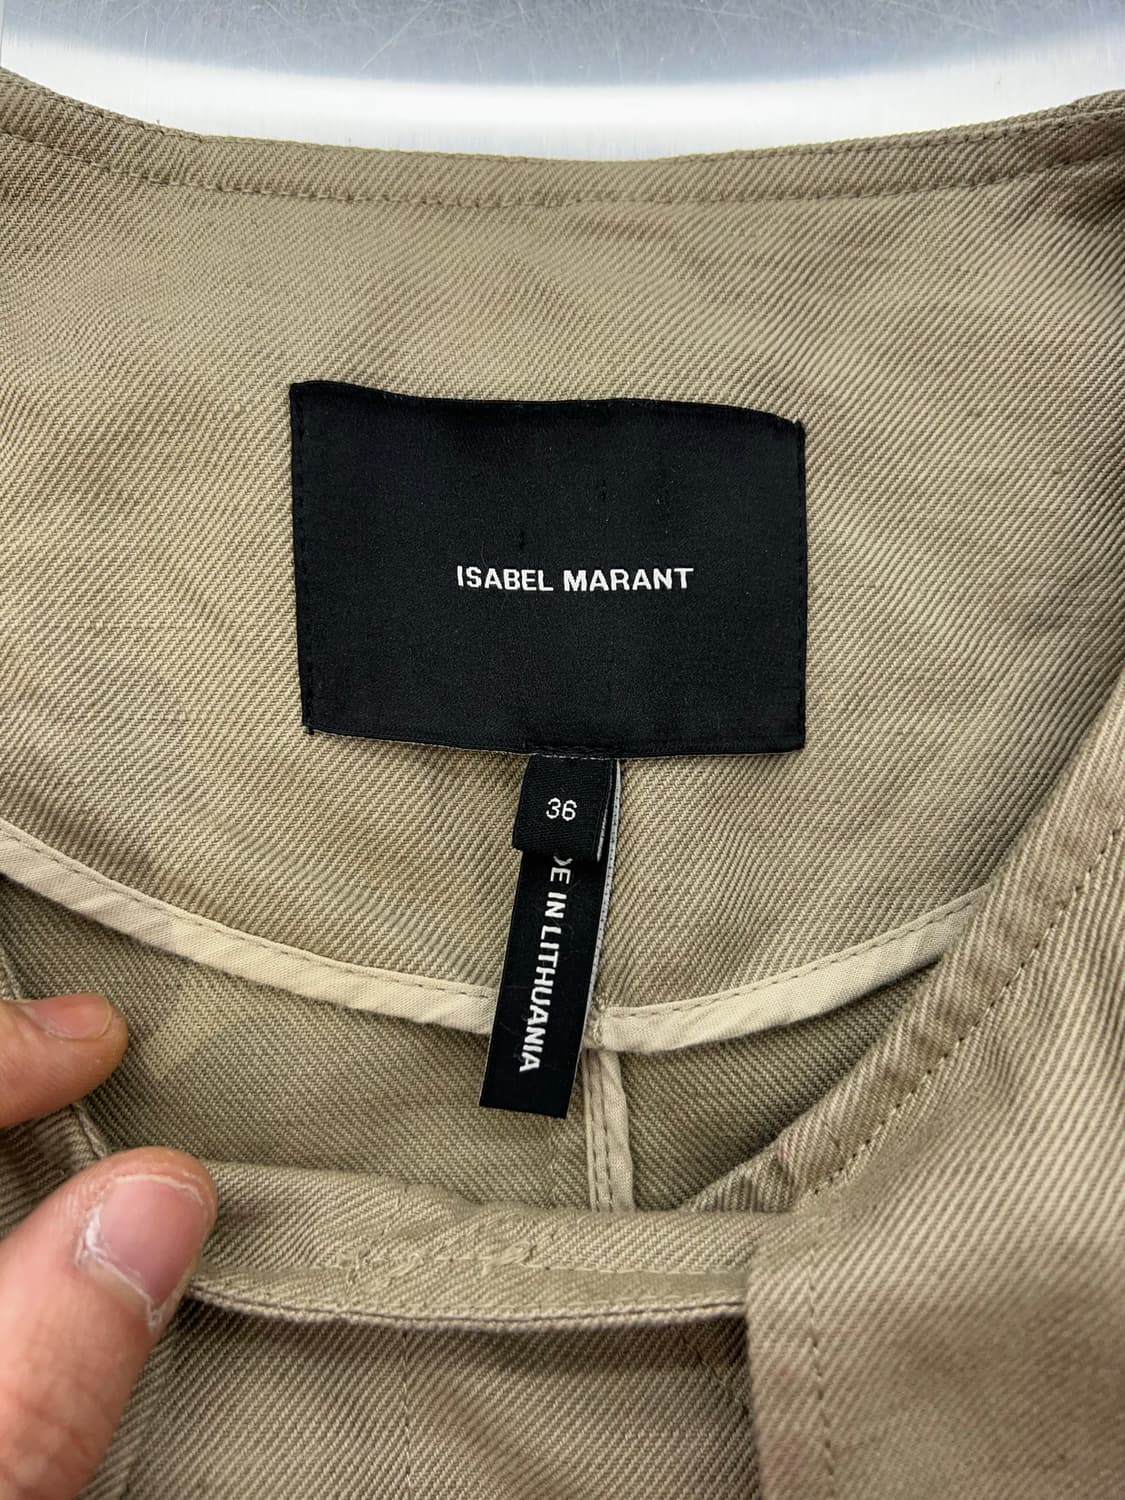 ISABEL MARANT
36
DE IN LITHUANIA